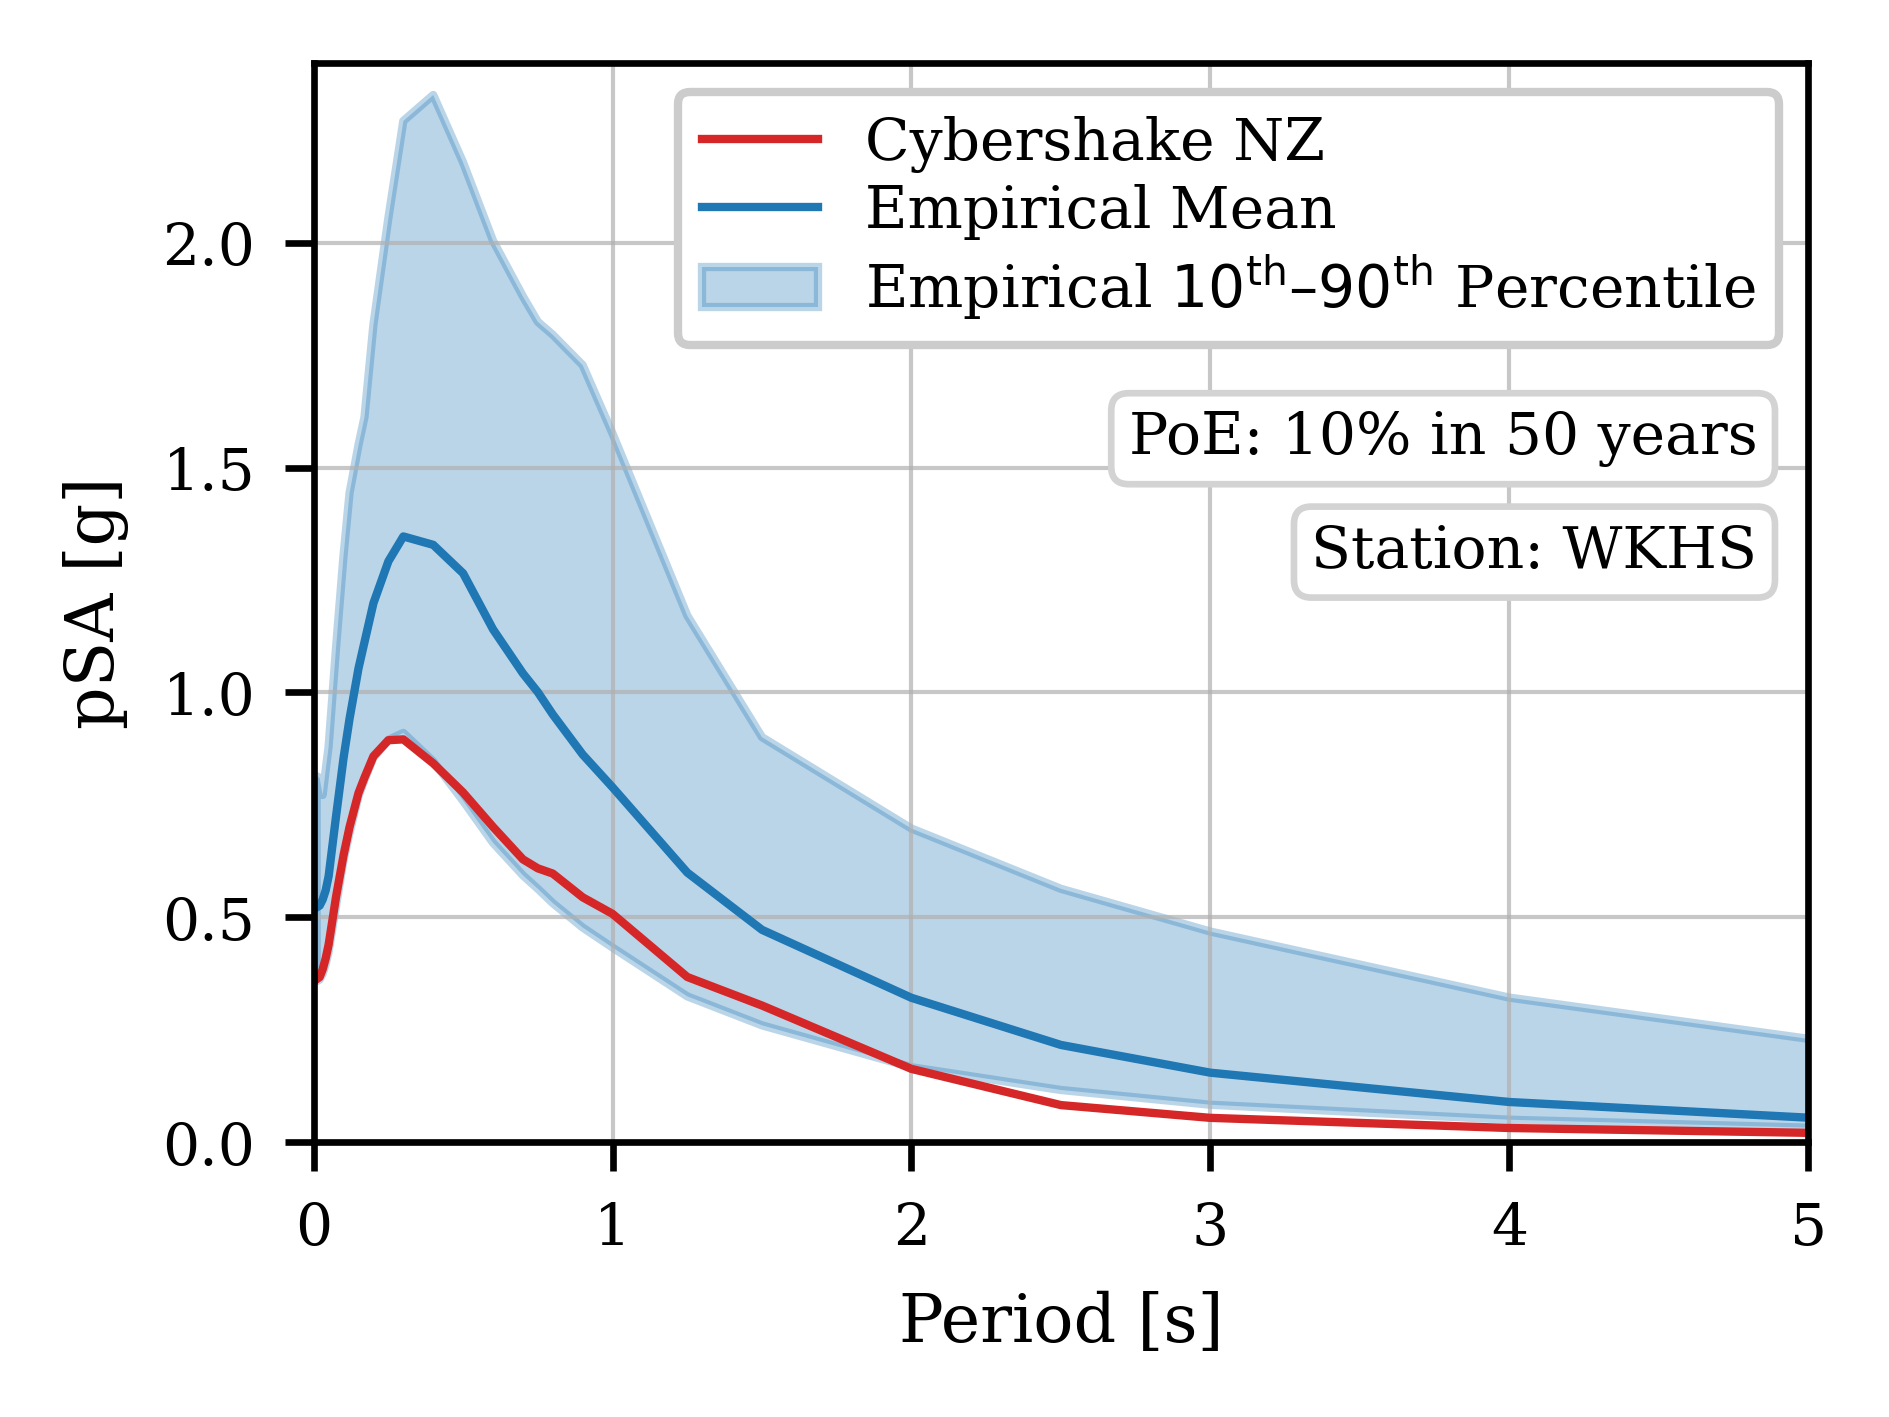 Cybershake NZ
Empirical Mean
Empirical 10th–90th Percentile
PoE: 10% in 50 years
Station: WKHS
pSA [g]
2.0
1.5
1.0
0.5
0.0
0 1 2 3 4 5
Period [s]